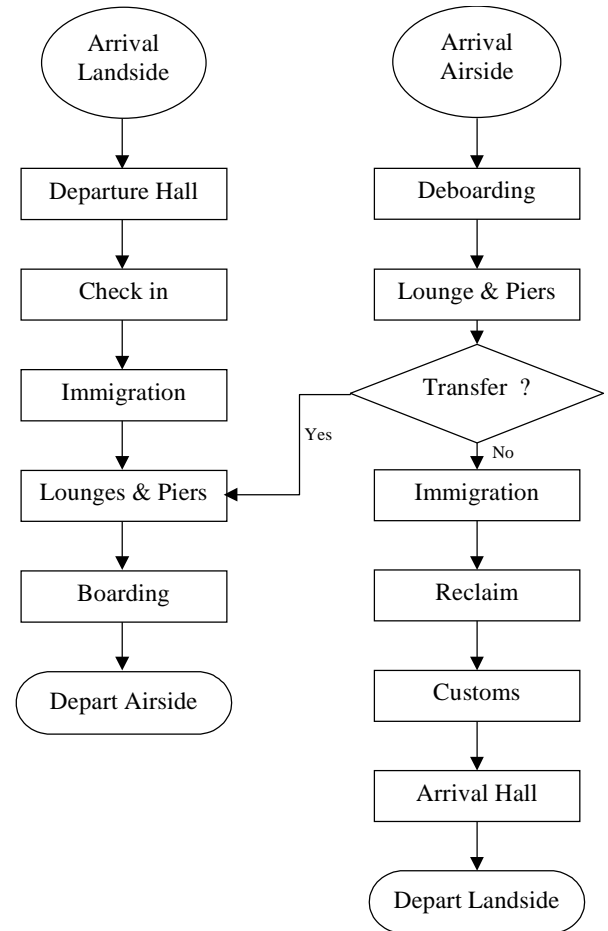 Arrival
Landside
Departure Hall
Check in
Immigration
Lounges & Piers
Boarding
Depart Airside
Arrival
Airside
Deboarding
Lounge & Piers
Transfer ?
Yes
No
Immigration
Reclaim
Customs
Arrival Hall
Depart Landside